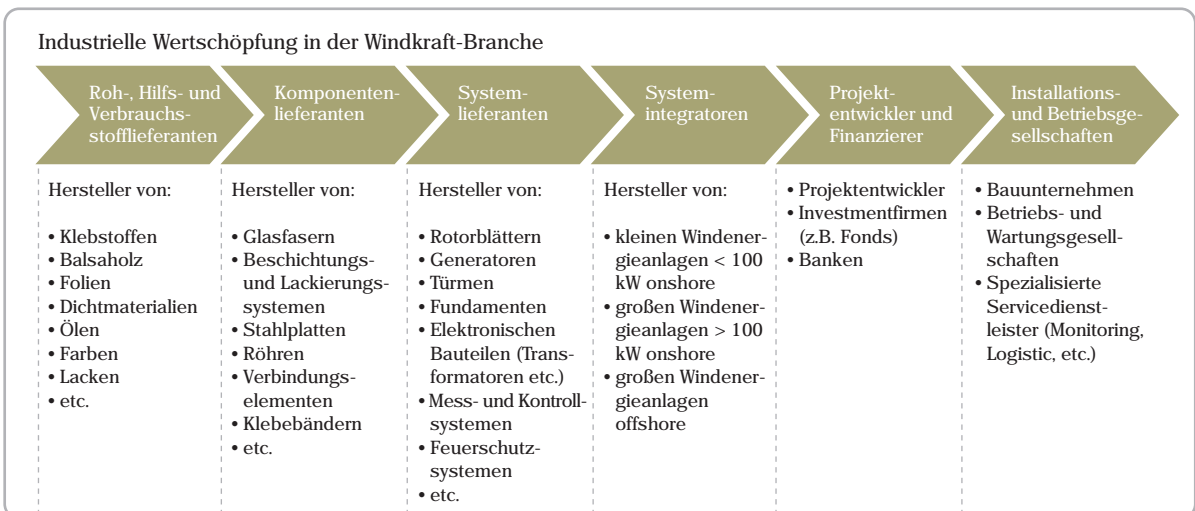 Industrielle Wertschöpfung in der Windkraft-Branche
Roh-, Hilfs- und
Verbrauchs-
stofflieferanten
Komponenten-
lieferanten
System-
lieferanten
System-
integratoren
Projekt-
entwickler und
Finanzierer
Installations-
und Betriebsge-
sellschaften
Hersteller von:
• Klebstoffen
• Balsaholz
• Folien
• Dichtmaterialien
• Ölen
• Farben
• Lacken
• etc.
Hersteller von:
• Glasfasern
• Beschichtungs-
und Lackierungs-
systemen
• Stahlplatten
• Röhren
• Verbindungs-
elementen
• Klebebändern
• etc.
Hersteller von:
• Rotorblättern
• Generatoren
• Türmen
• Fundamenten
• Elektronischen
Bauteilen (Trans-
formatoren etc.)
• Mess- und Kontroll-
systemen
• Feuerschutz-
systemen
• etc.
Hersteller von:
• kleinen Windener-
gieanlagen < 100
kW onshore
• großen Windener-
gieanlagen > 100
kW onshore
• großen Windener-
gieanlagen
offshore
• Projektentwickler
• Investmentfirmen
(z.B. Fonds)
• Banken
• Bauunternehmen
• Betriebs- und
Wartungsgesell-
schaften
• Spezialisierte
Servicedienst-
leister (Monitoring,
Logistic, etc.)